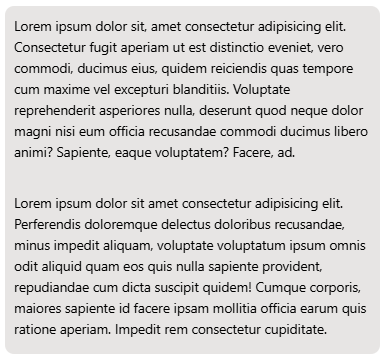 Lorem ipsum dolor sit, amet consectetur adipisicing elit.
Consectetur fugit aperiam ut est distinctio eveniet, vero
commodi, ducimus eius, quidem reiciendis quas tempore
cum maxime vel excepturi blanditiis. Voluptate
reprehenderit asperiores nulla, deserunt quod neque dolor
magni nisi eum officia recusandae commodi ducimus libero
animi? Sapiente, eaque voluptatem? Facere, ad.

Lorem ipsum dolor sit amet consectetur adipisicing elit.
Perferendis doloremque delectus doloribus recusandae,
minus impedit aliquam, voluptate voluptatum ipsum omnis
odit aliquid quam eos quis nulla sapiente provident,
repudiandae cum dicta suscipit quidem! Cumque corporis,
maiores sapiente id facere ipsam mollitia officia earum quis
ratione aperiam. Impedit rem consectetur cupiditate.